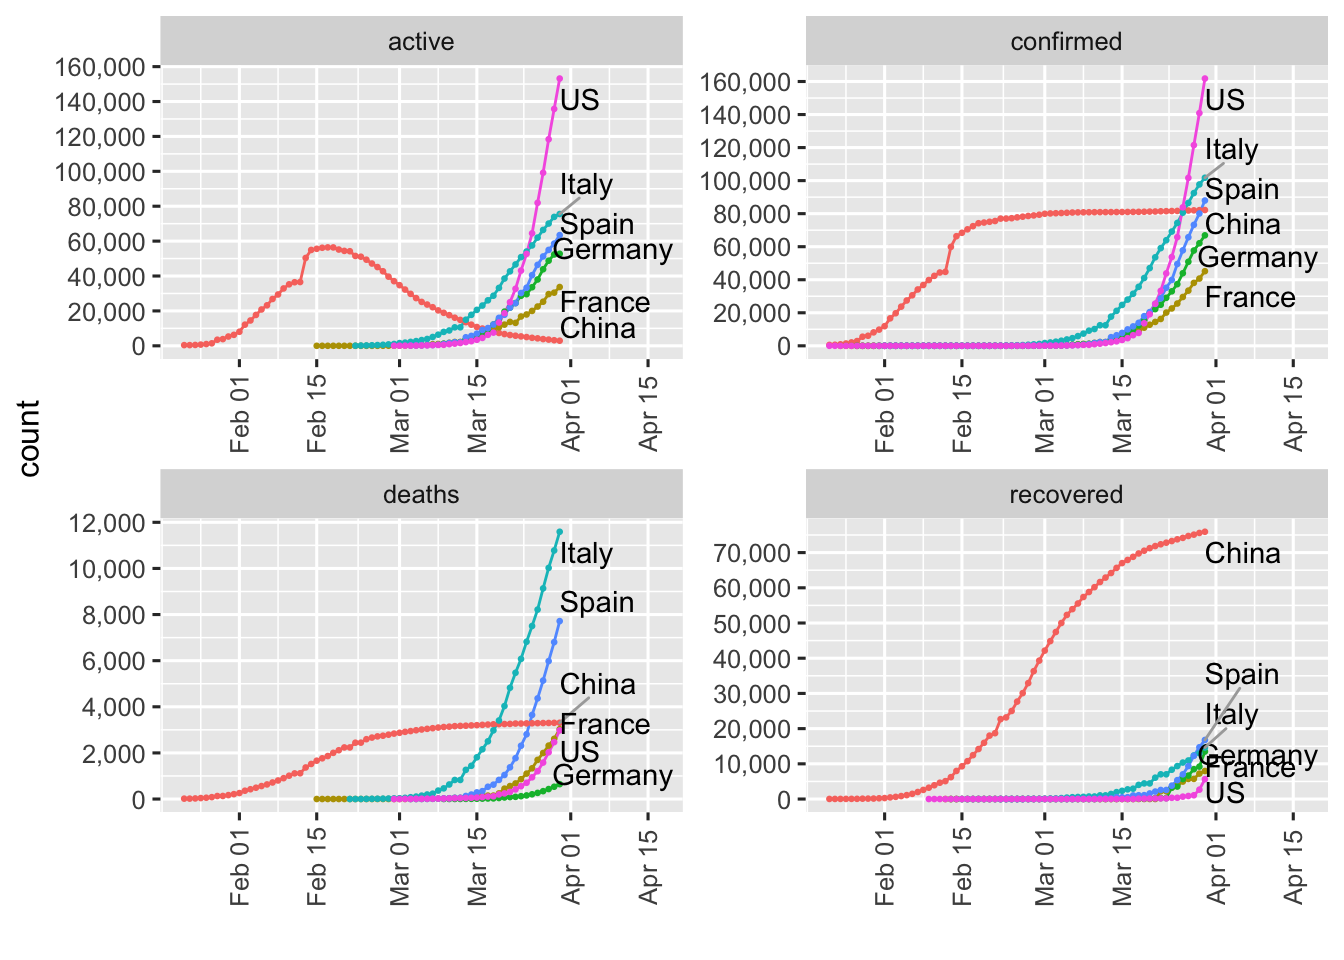 active
160,000
140,000
120,000
100,000
80,000
60,000
40,000
20,000
0
US
Italy
Spain
Germany
France
China
Feb 01
Feb 15
Mar 01
Mar 15
Apr 01
Apr 15
confirmed
160,000
140,000
120,000
100,000
80,000
60,000
40,000
20,000
0
US
Italy
Spain
China
Germany
France
Feb 01
Feb 15
Mar 01
Mar 15
Apr 01
Apr 15
count
deaths
12,000
10,000
8,000
6,000
4,000
2,000
0
Italy
Spain
China
France
US
Germany
Feb 01
Feb 15
Mar 01
Mar 15
Apr 01
Apr 15
recovered
70,000
60,000
50,000
40,000
30,000
20,000
10,000
0
China
Spain
Italy
Germany
France
US
Feb 01
Feb 15
Mar 01
Mar 15
Apr 01
Apr 15